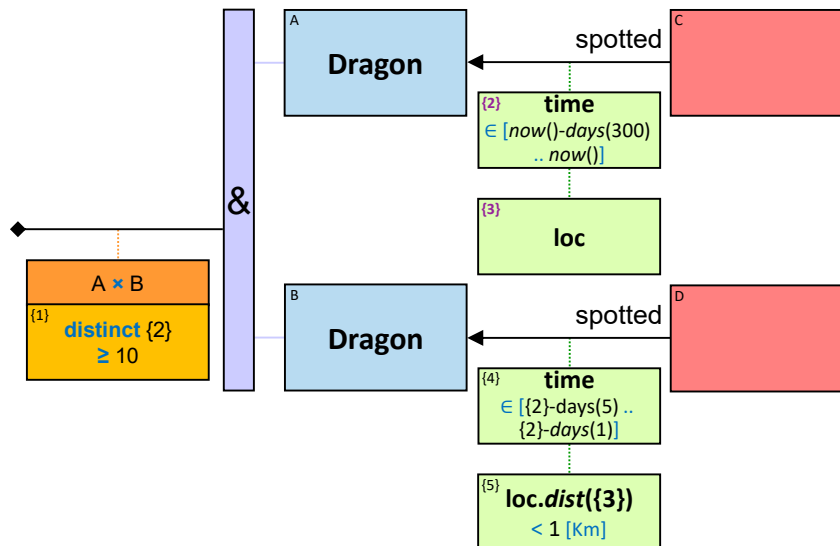 A
Dragon
spotted
C
{2}
time
∈ [now()-days(300)
.. now()]
{3}
loc
&
A × B
{1}
distinct {2}
≥ 10
B
Dragon
spotted
D
{4}
time
∈ [{2}-days(5) ..
{2}-days(1)]
{5}
loc.dist({3})
< 1 [Km]